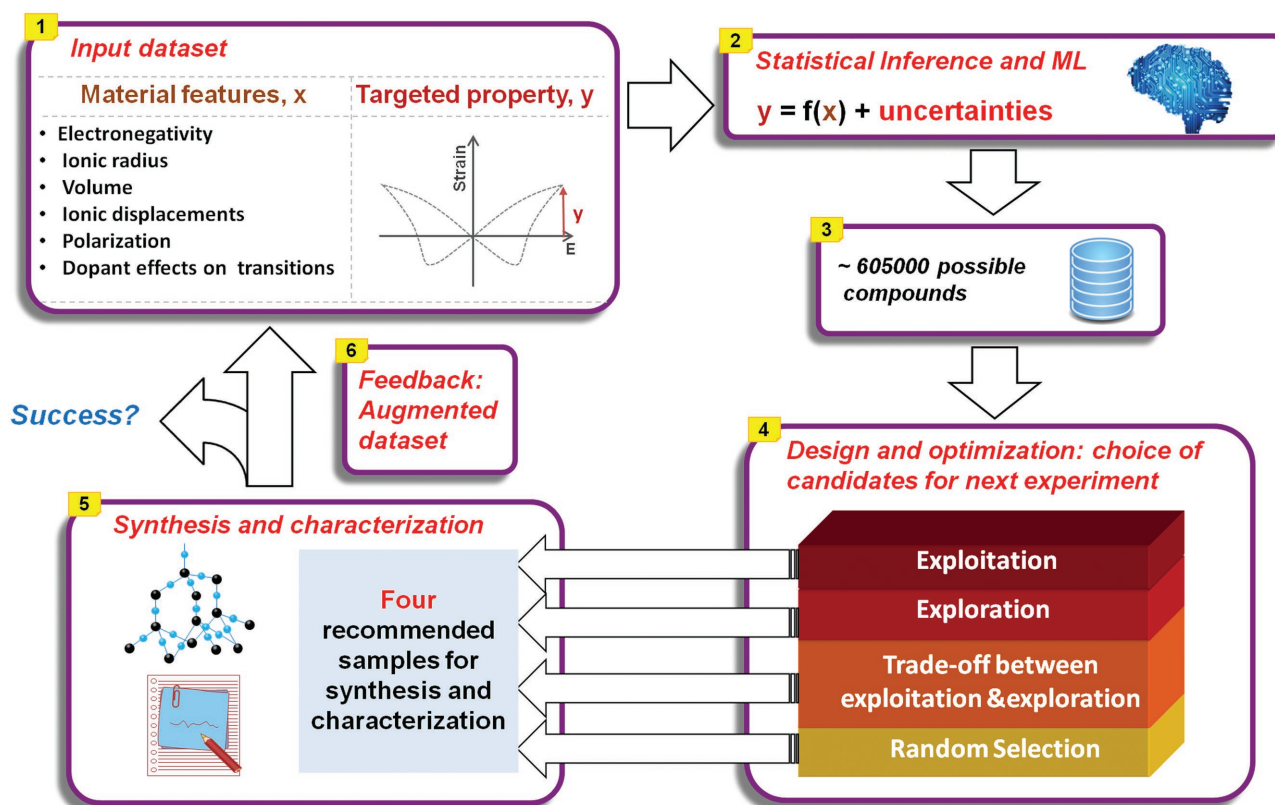 1
Input dataset
Material features, x
Targeted property, y
• Electronegativity
• Ionic radius
• Volume
• Ionic displacements
• Polarization
• Dopant effects on transitions
Strain
y
E
2
Statistical Inference and ML
y = f(x) + uncertainties
3
~ 605000 possible
compounds
4
Design and optimization: choice of
candidates for next experiment
Exploitation
Exploration
Trade-off between
exploitation &exploration
Random Selection
5
Synthesis and characterization
Four
recommended
samples for
synthesis and
characterization
6
Feedback:
Augmented
dataset
Success?